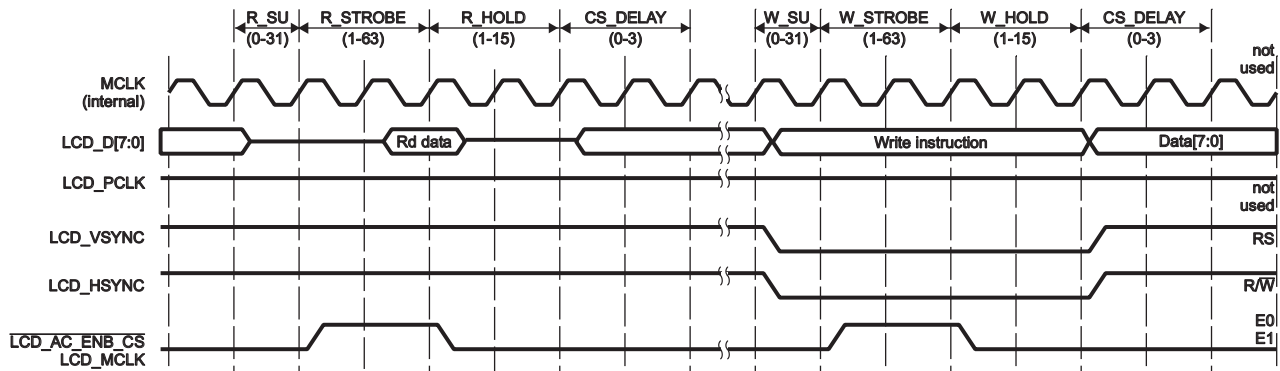 R_SU R_STROBE R_HOLD CS_DELAY W_SU W_STROBE W_HOLD CS_DELAY
(0-31) (1-63) (1-15) (0-3) (0-31) (1-63) (1-15) (0-3)
not
used
MCLK
(internal)
LCD_D[7:0] Rd data Write instruction Data[7:0]
LCD_PCLK
not
used
LCD_VSYNC RS
LCD_HSYNC R/W̅
E0
LCD_AC_ENB_CS E1
LCD_MCLK